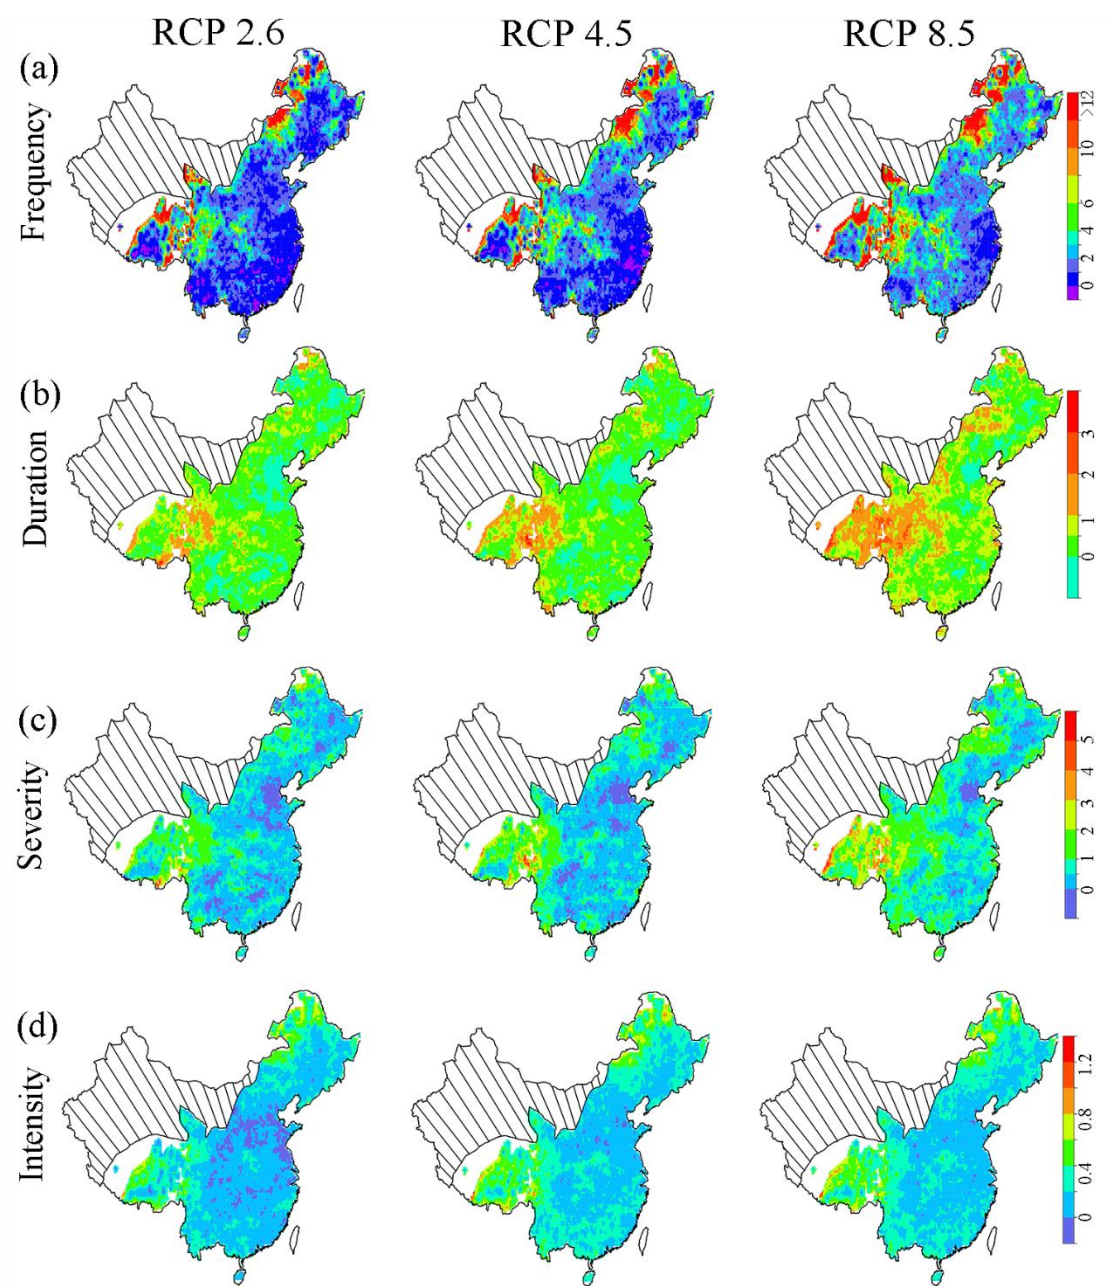 RCP 2.6 RCP 4.5 RCP 8.5
(a)
Frequency
0 2 4 6 8 10 >12
(b)
Duration
0 1 2 3
(c)
Severity
0 1 2 3 4 5
(d)
Intensity
0 0.4 0.8 1.2